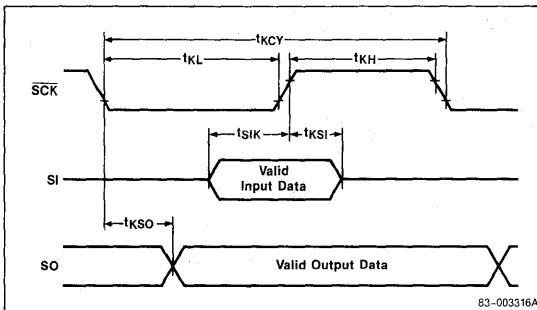 tKCY
tKL
tKH
SCK
tSIK
tKSI
SI
Valid
Input Data
tKSO
SO
Valid Output Data
83-003316A